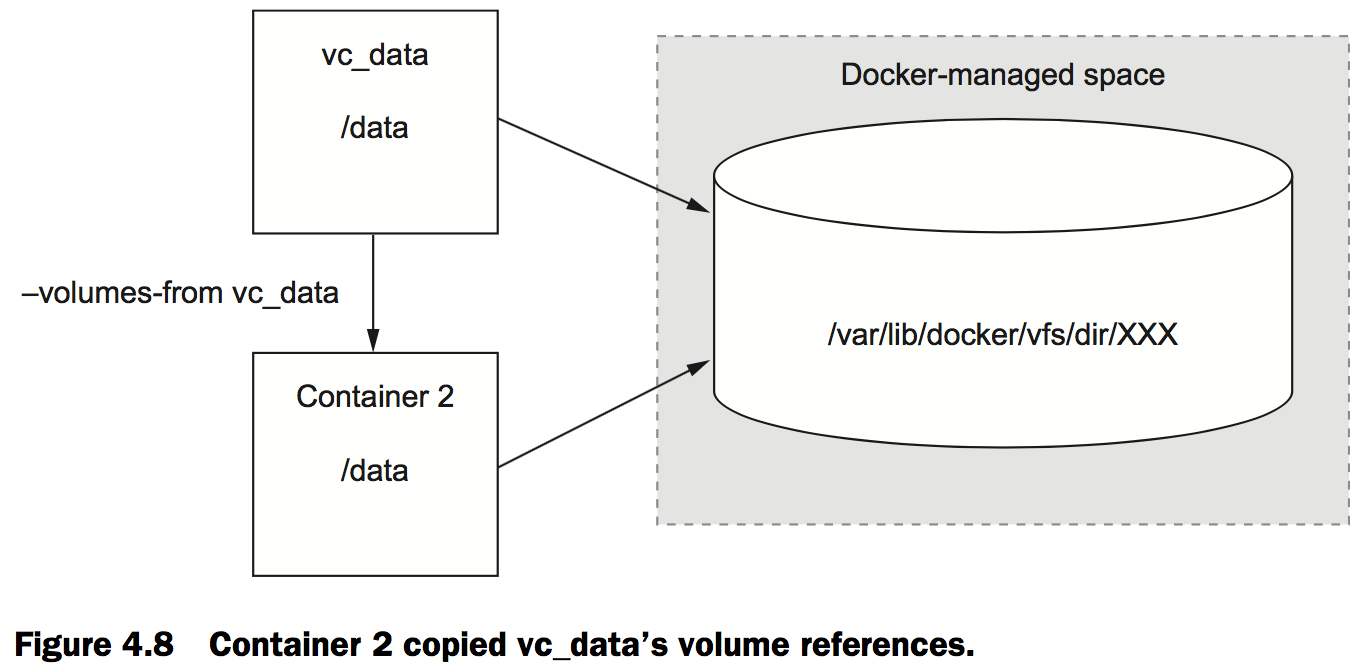 vc_data
/data
Docker-managed space
/var/lib/docker/vfs/dir/XXX
–volumes-from vc_data
Container 2
/data
Figure 4.8 Container 2 copied vc_data’s volume references.